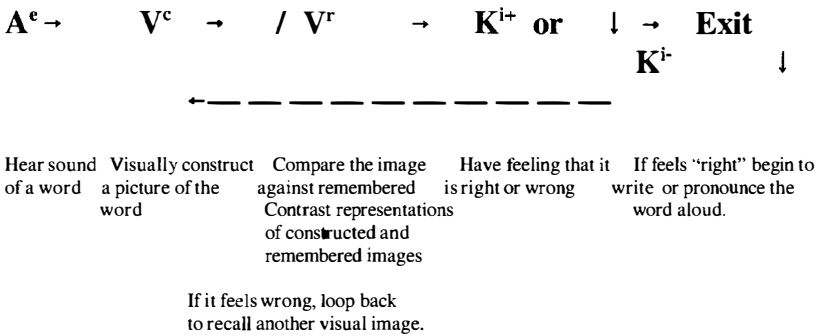 Aᵉ → Vᶜ → / Vʳ → Kⁱ⁺ or ↓ → Exit
Kⁱ⁻ ↓
Hear sound Visually construct Compare the image Have feeling that it If feels “right” begin to
of a word a picture of the against remembered is right or wrong write or pronounce the
word Contrast representations word aloud.
of constructed and
remembered images
If it feels wrong, loop back
to recall another visual image.